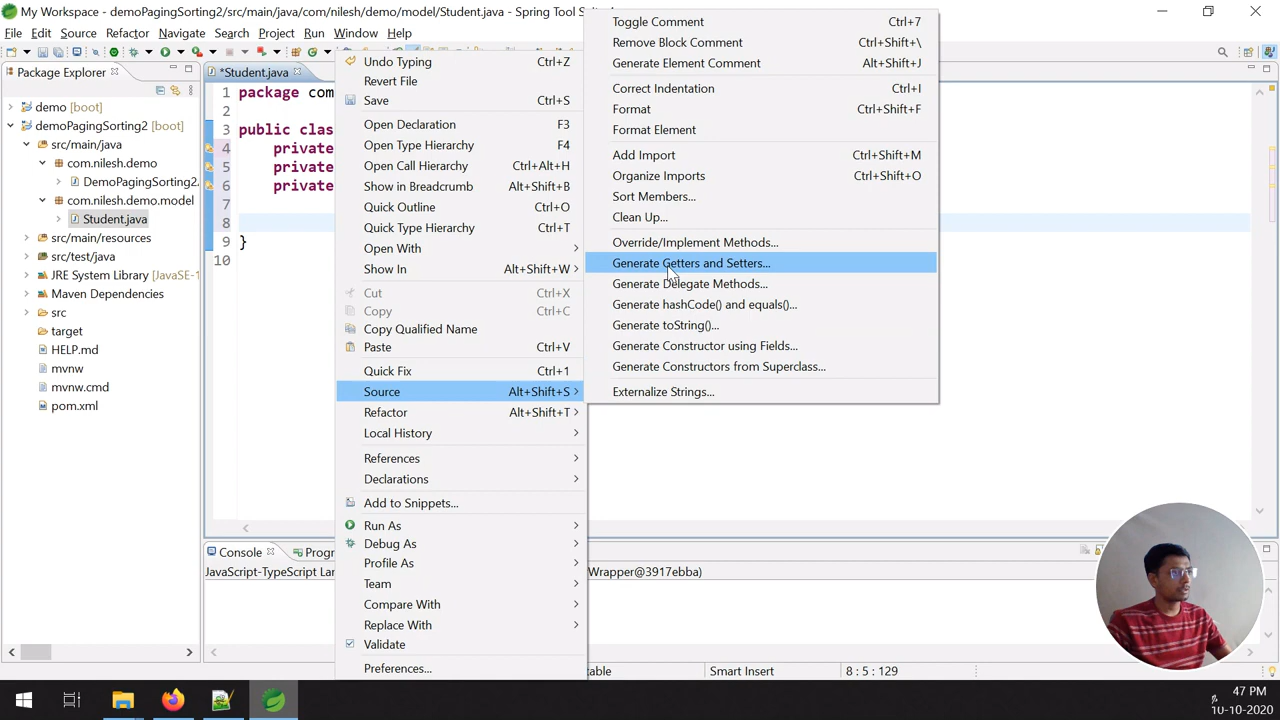 My Workspace - demoPagingSorting2/src/main/java/com/nilesh/demo/model/Student.java - Spring Tool
File Edit Source Refactor Navigate Search Project Run Window Help
Package Explorer
demo [boot]
demoPagingSorting2 [boot]
src/main/java
com.nilesh.demo
DemoPagingSorting2.
com.nilesh.demo.model
Student.java
src/main/resources
src/test/java
JRE System Library [JavaSE-1
Maven Dependencies
src
target
HELP.md
mvnw
mvnw.cmd
pom.xml
*Student.java
1 package com
2
3 public clas
4 private
5 private
6 private
7
8
9 }
10
Undo Typing Ctrl+Z
Revert File
Save Ctrl+S
Open Declaration F3
Open Type Hierarchy F4
Open Call Hierarchy Ctrl+Alt+H
Show in Breadcrumb Alt+Shift+B
Quick Outline Ctrl+O
Quick Type Hierarchy Ctrl+T
Open With
Show In Alt+Shift+W
Cut Ctrl+X
Copy Ctrl+C
Copy Qualified Name
Paste Ctrl+V
Quick Fix Ctrl+1
Source Alt+Shift+S
Refactor Alt+Shift+T
Local History
References
Declarations
Add to Snippets...
Run As
Debug As
Profile As
Team
Compare With
Replace With
Validate
Preferences...
Toggle Comment Ctrl+7
Remove Block Comment Ctrl+Shift+\
Generate Element Comment Alt+Shift+J
Correct Indentation Ctrl+I
Format Ctrl+Shift+F
Format Element
Add Import Ctrl+Shift+M
Organize Imports Ctrl+Shift+O
Sort Members...
Clean Up...
Override/Implement Methods...
Generate Getters and Setters...
Generate Delegate Methods...
Generate hashCode() and equals()...
Generate toString()...
Generate Constructor using Fields...
Generate Constructors from Superclass...
Externalize Strings...
Console Progr
JavaScript-TypeScript Lan Wrapper@3917ebba)
table Smart Insert 8 : 5 : 129
47 PM
10-10-2020